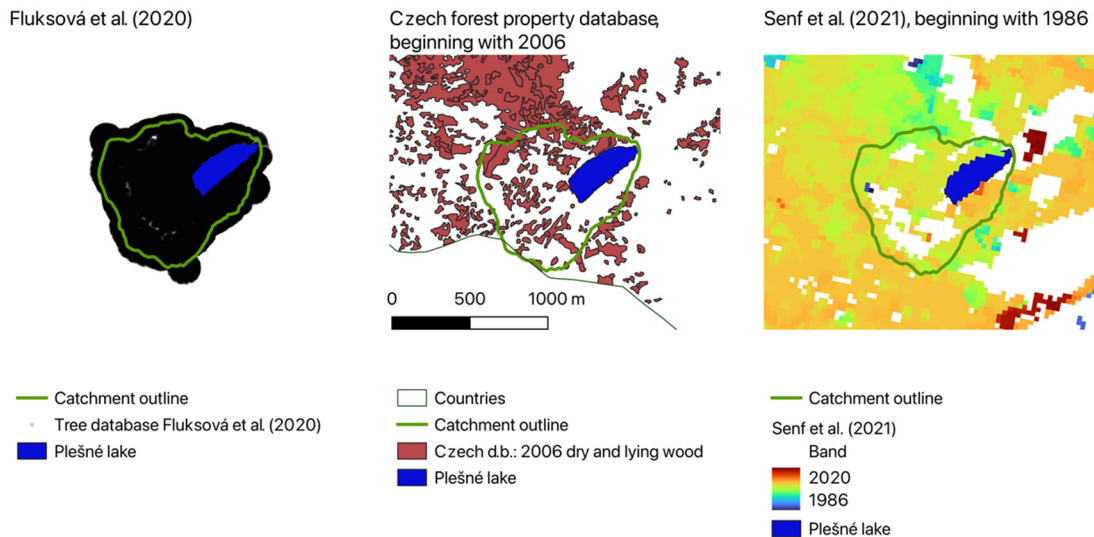 Fluksová et al. (2020)
Czech forest property database,
beginning with 2006
Senf et al. (2021), beginning with 1986
0 500 1000 m
Catchment outline
Tree database Fluksová et al. (2020)
Plešné lake
Countries
Catchment outline
Czech d.b.: 2006 dry and lying wood
Plešné lake
Catchment outline
Senf et al. (2021)
Band
2020
1986
Plešné lake